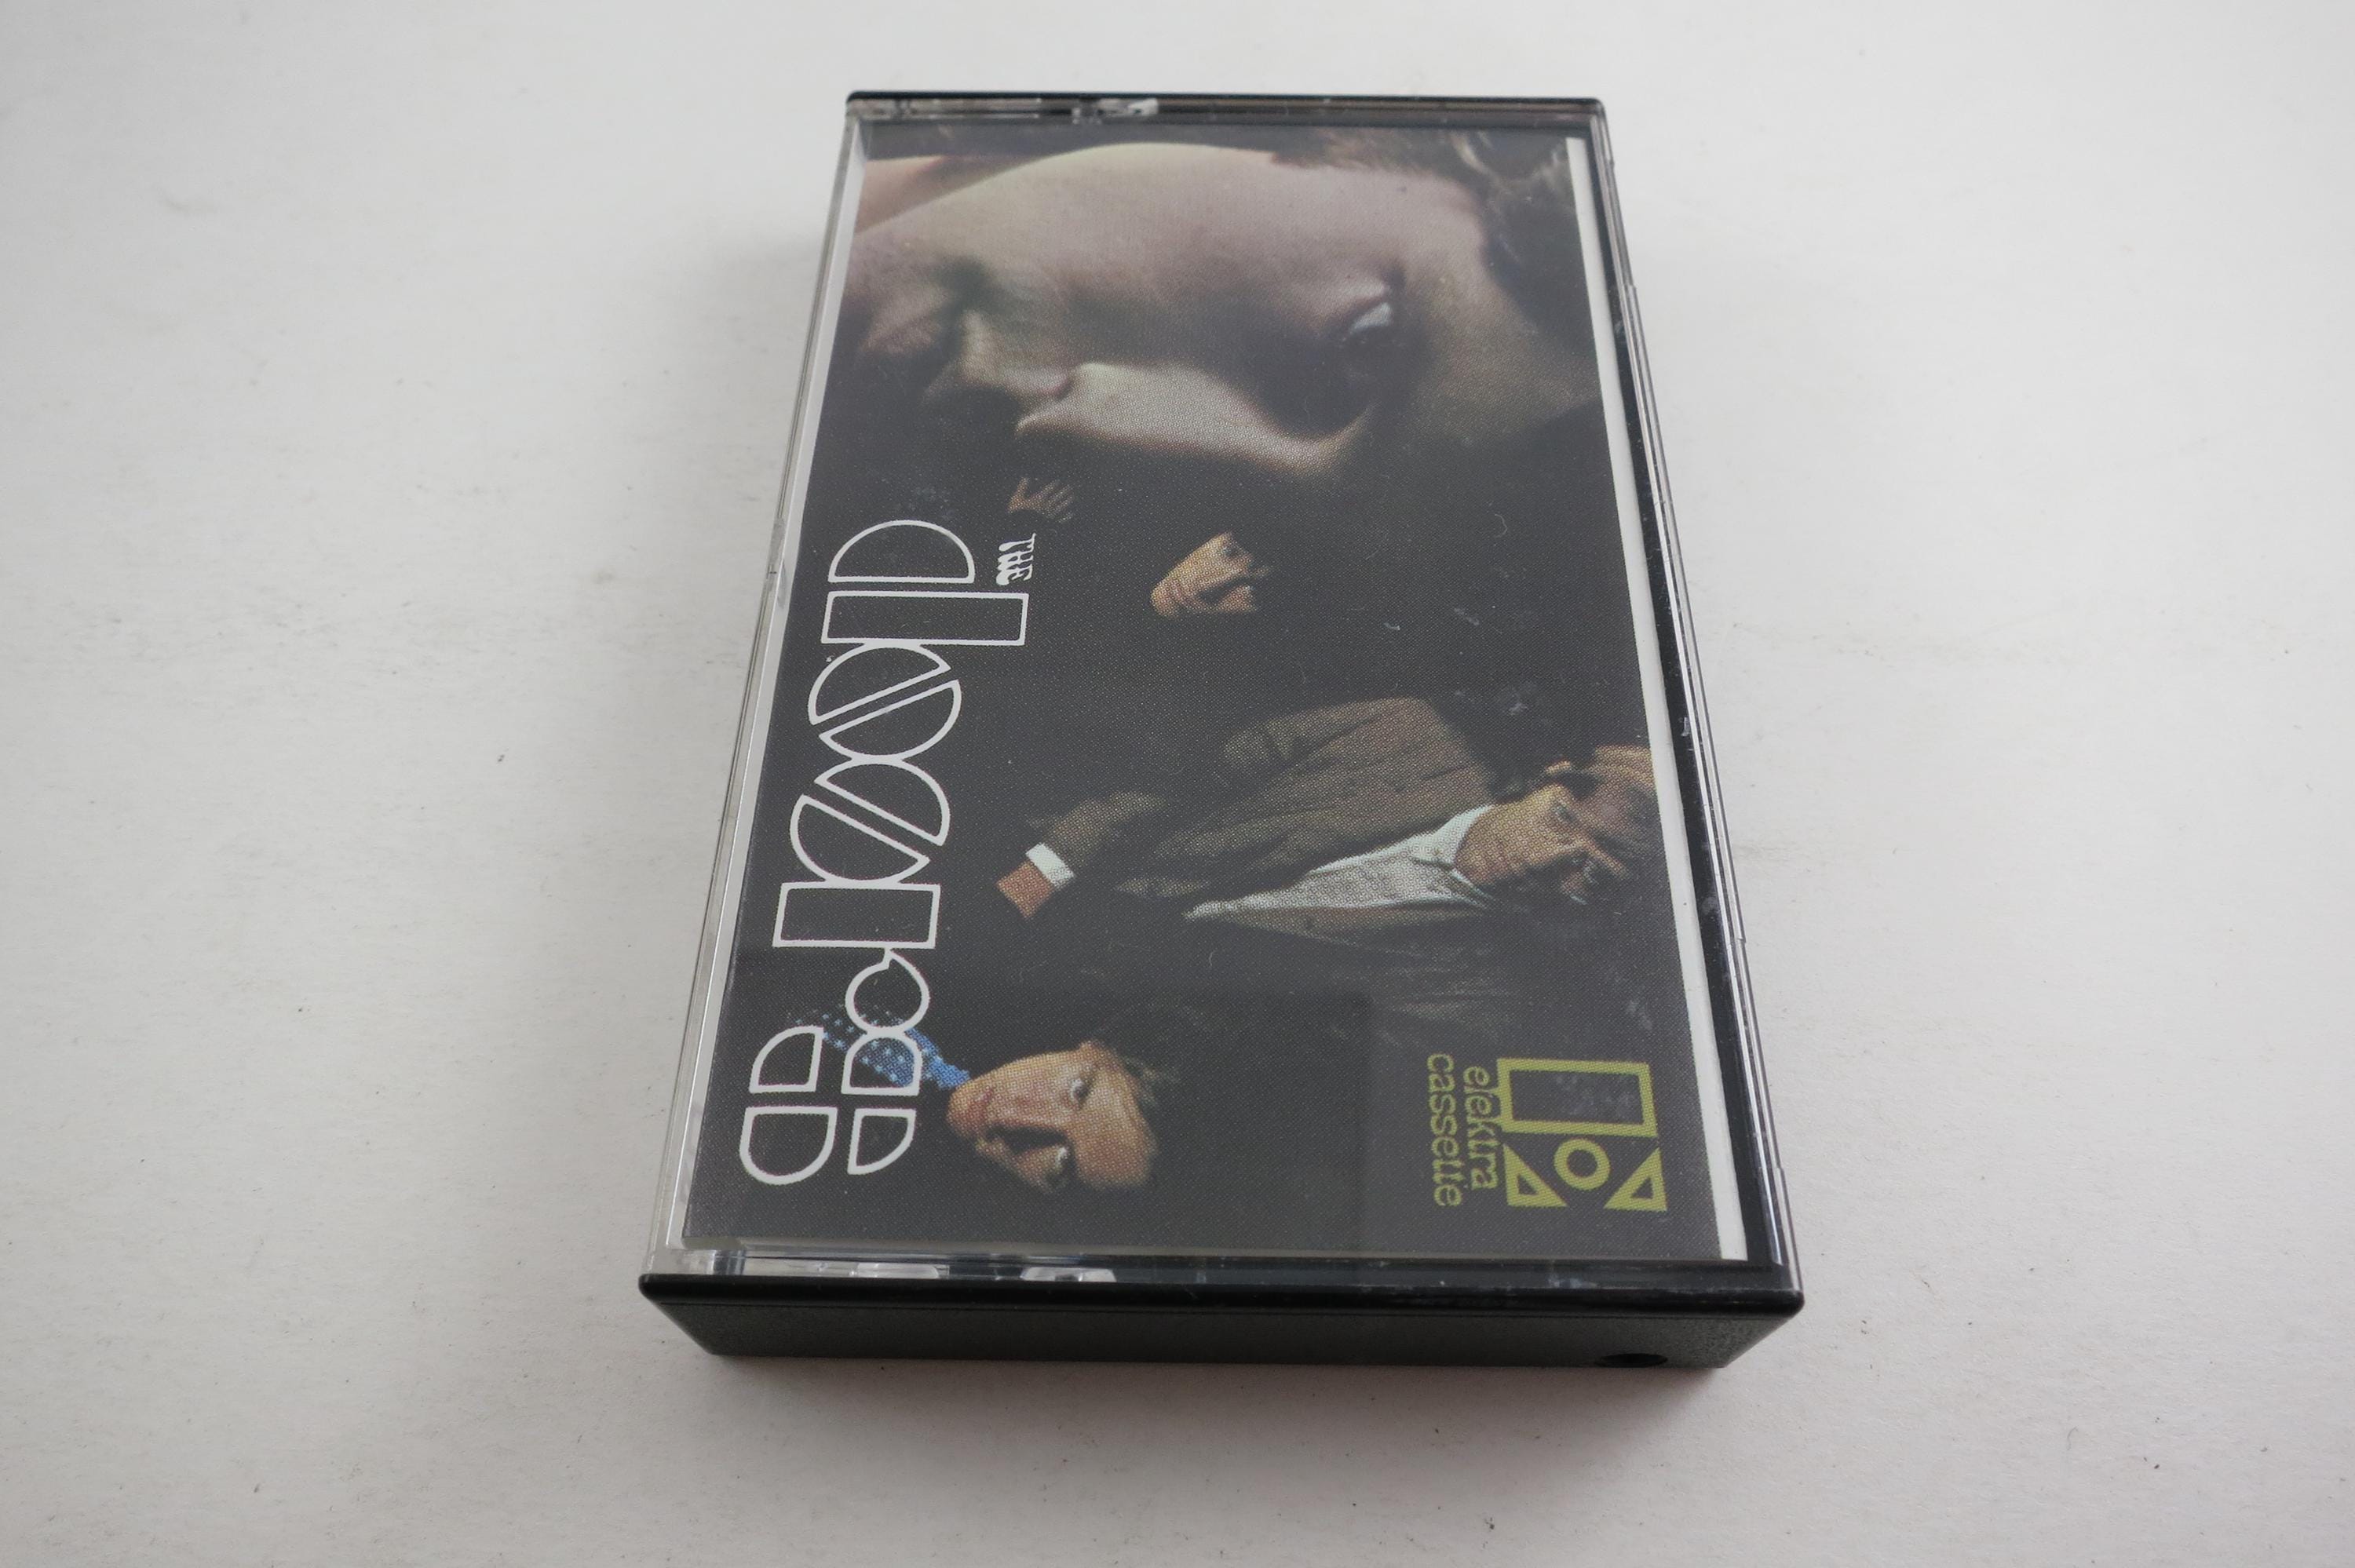 THE
DOORS
elektra
cassette